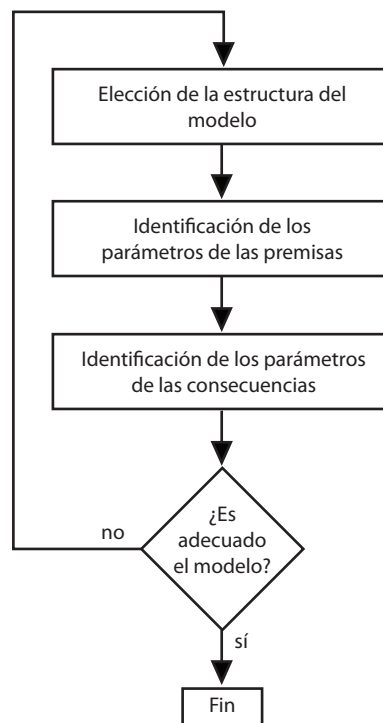 Elección de la estructura del
modelo
Identificación de los
parámetros de las premisas
Identificación de los parámetros
de las consecuencias
¿Es
adecuado
el modelo?
no
sí
Fin